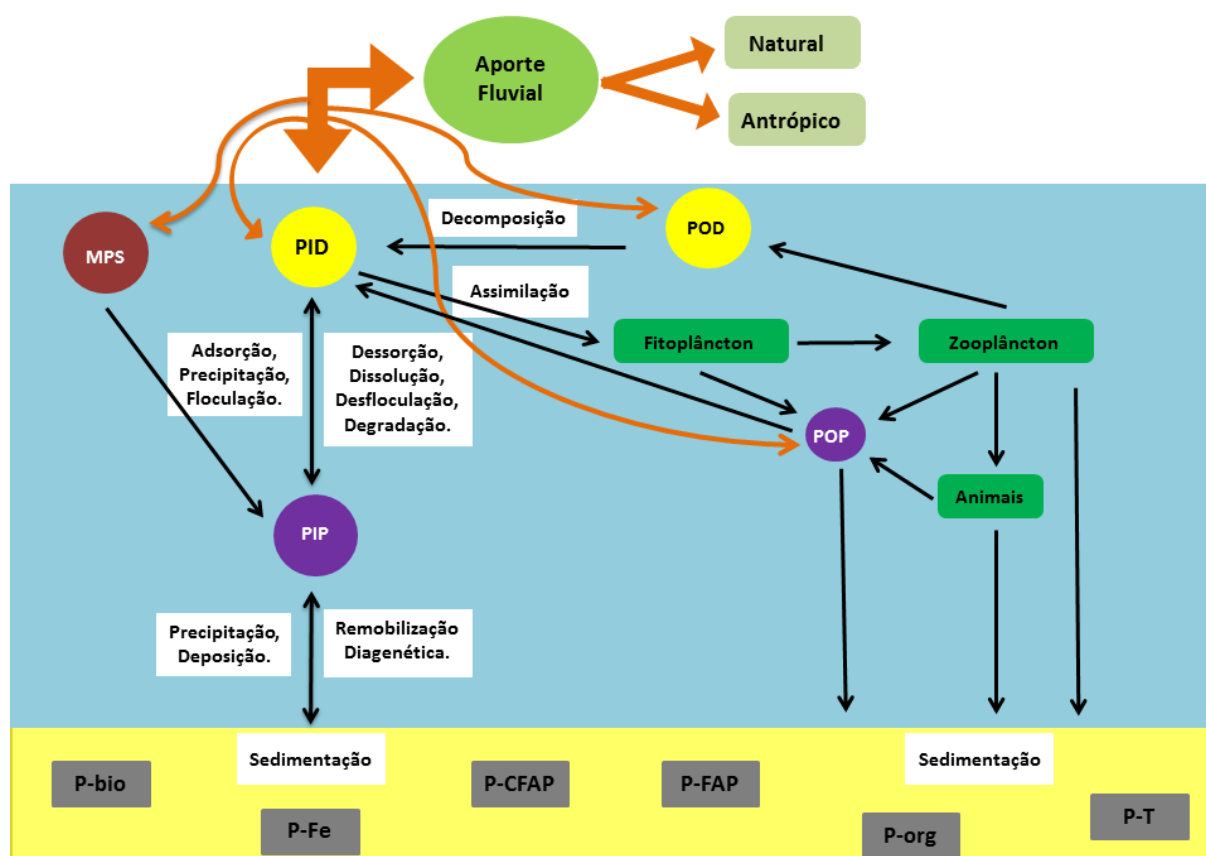 Natural
Aporte
Fluvial
Antrópico
MPS
PID
Decomposição
POD
Assimilação
Fitoplâncton
Zooplâncton
Adsorção,
Precipitação,
Floculação.
Dessorção,
Dissolução,
Desfloculação,
Degradação.
POP
Animais
PIP
Precipitação,
Deposição.
Remobilização
Diagenética.
Sedimentação
Sedimentação
P-bio
P-Fe
P-CFAP
P-FAP
P-org
P-T